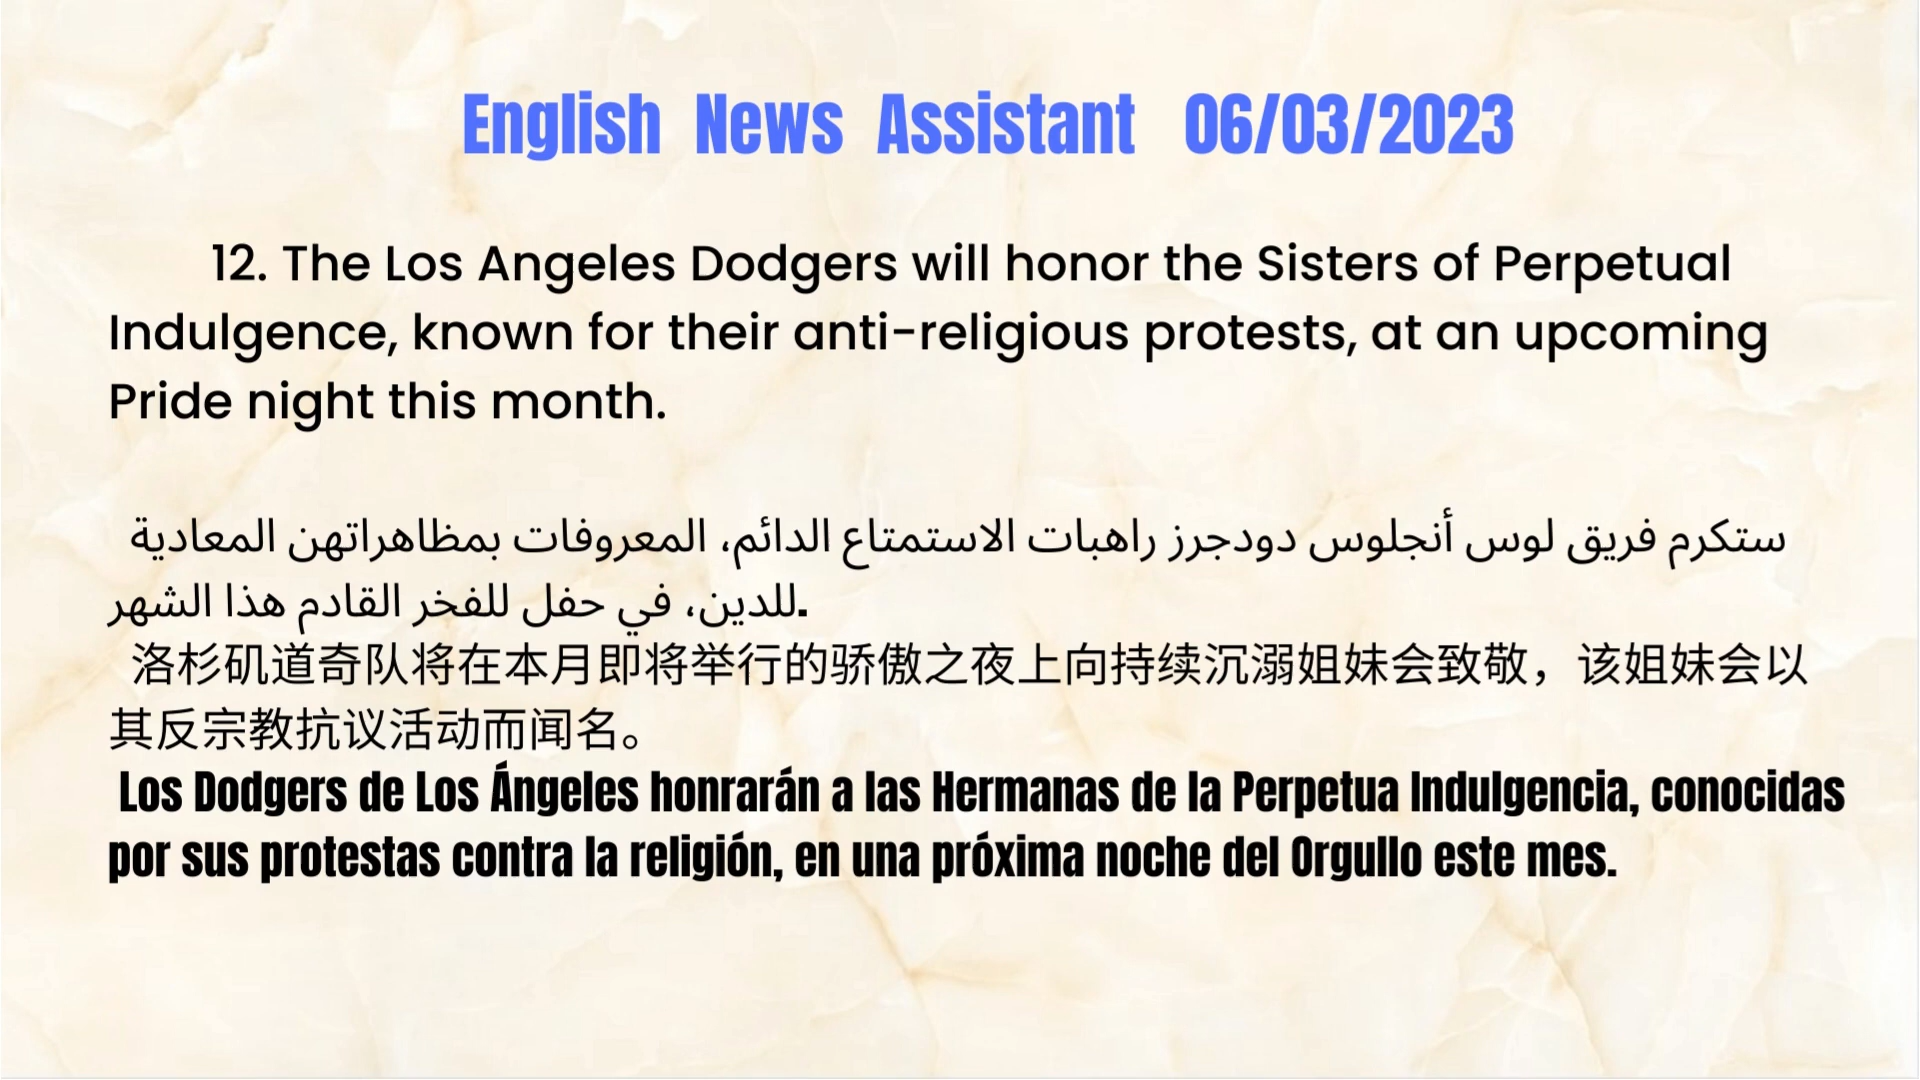 English News Assistant 06/03/2023
12. The Los Angeles Dodgers will honor the Sisters of Perpetual
Indulgence, known for their anti-religious protests, at an upcoming
Pride night this month.
ستكرم فريق لوس أنجلوس دودجرز راهبات الاستمتاع الدائم، المعروفات بمظاهراتهن المعادية
للدين، في حفل للفخر القادم هذا الشهر.
洛杉矶道奇队将在本月即将举行的骄傲之夜上向持续沉溺姐妹会致敬，该姐妹会以
其反宗教抗议活动而闻名。
Los Dodgers de Los Ángeles honrarán a las Hermanas de la Perpetua Indulgencia, conocidas
por sus protestas contra la religión, en una próxima noche del Orgullo este mes.